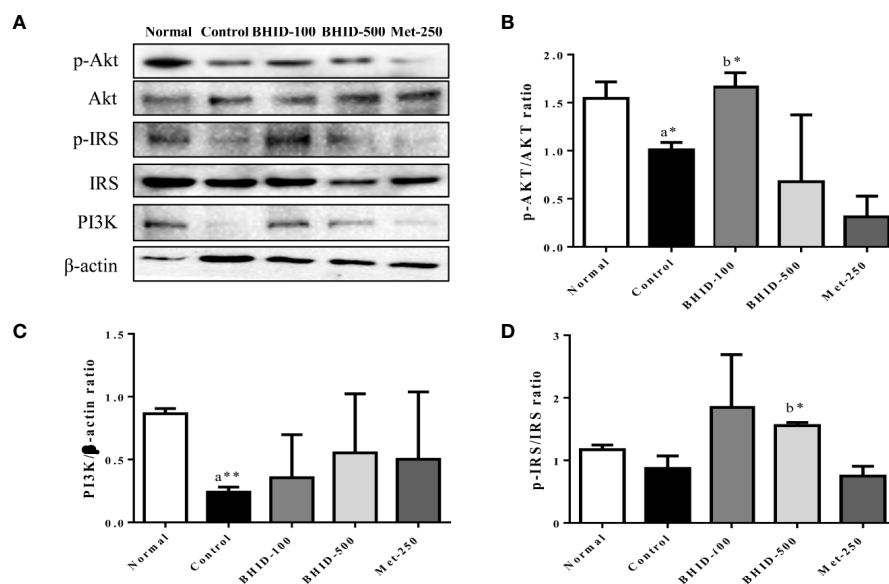 A
Normal Control BHID-100 BHID-500 Met-250
p-Akt
Akt
p-IRS
IRS
PI3K
β-actin
B
p-AKT/AKT ratio
2.0
1.5
1.0
0.5
0.0
a*
b*
Normal
Control
BHID-100
BHID-500
Met-250
C
PI3K/β-actin ratio
1.5
1.0
0.5
0.0
a**
Normal
Control
BHID-100
BHID-500
Met-250
D
p-IRS/IRS ratio
3
2
1
0
b*
Normal
Control
BHID-100
BHID-500
Met-250